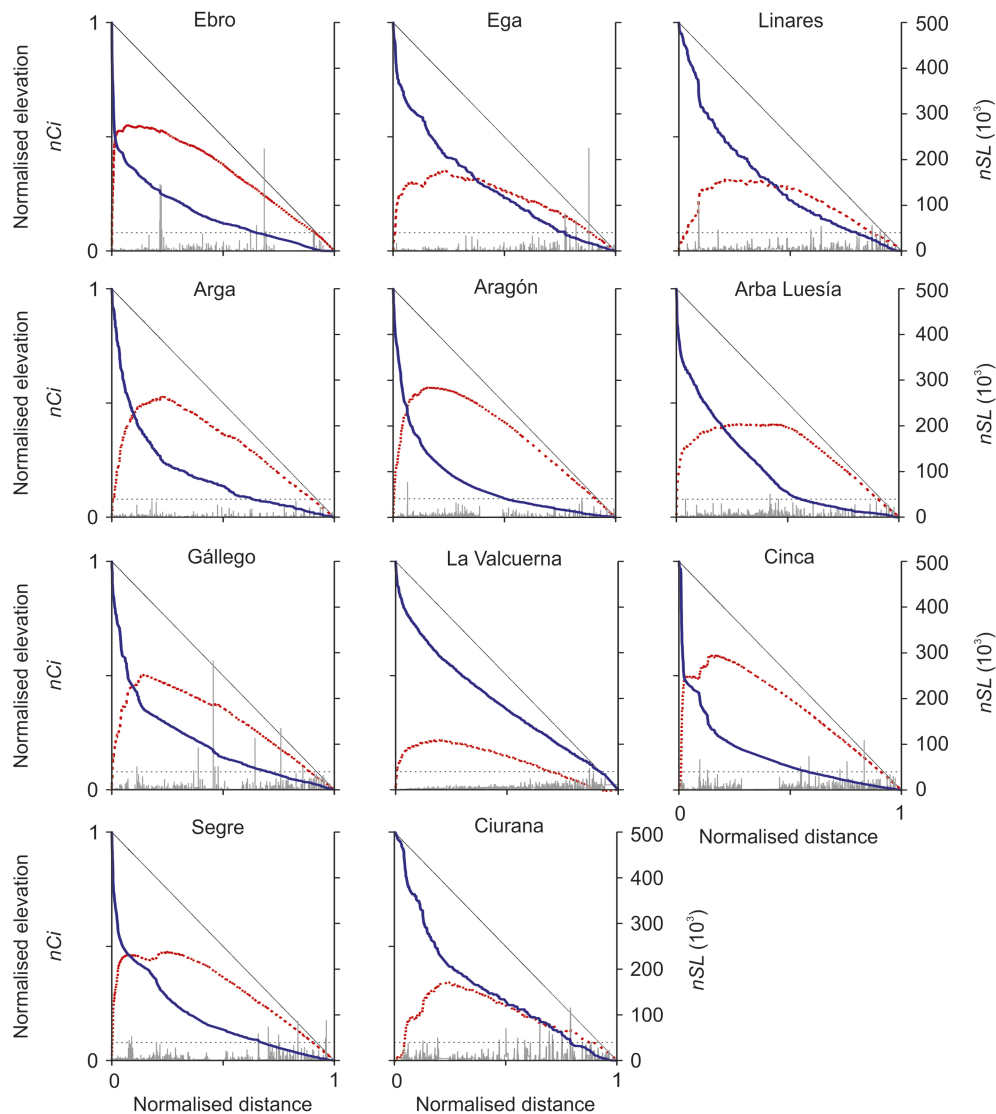 Ebro
Ega
Linares
1
0
Normalised elevation
nCi
500
400
300
200
100
0
nSL (10³)
Arga
Aragón
Arba Luesía
1
0
Normalised elevation
nCi
500
400
300
200
100
0
nSL (10³)
Gállego
La Valcuerna
Cinca
1
0
Normalised elevation
nCi
500
400
300
200
100
0
nSL (10³)
0
1
Normalised distance
Segre
Ciurana
1
0
Normalised elevation
nCi
500
400
300
200
100
0
nSL (10³)
0
1
0
1
Normalised distance
Normalised distance